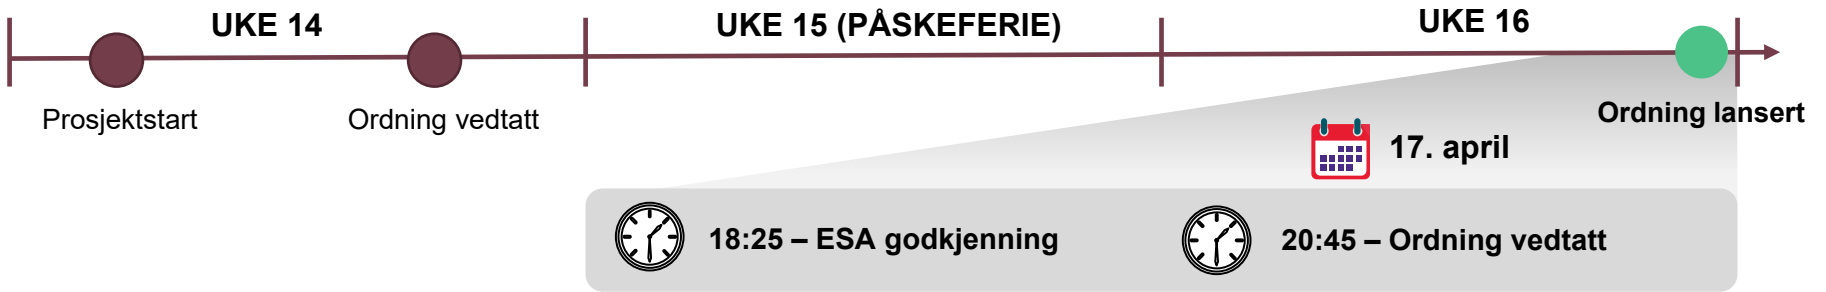 UKE 14
UKE 15 (PÅSKEFERIE)
UKE 16
Prosjektstart
Ordning vedtatt
Ordning lansert
17. april
18:25 – ESA godkjenning
20:45 – Ordning vedtatt